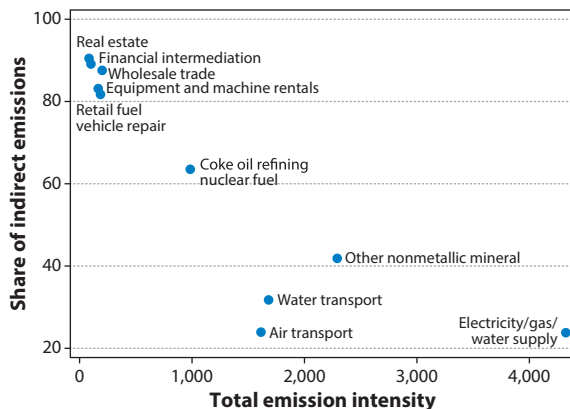 100
80
60
40
20
Share of indirect emissions
Real estate
Financial intermediation
Wholesale trade
Equipment and machine rentals
Retail fuel
vehicle repair
Coke oil refining
nuclear fuel
Other nonmetallic mineral
Water transport
Air transport
Electricity/gas/
water supply
0 1,000 2,000 3,000 4,000
Total emission intensity